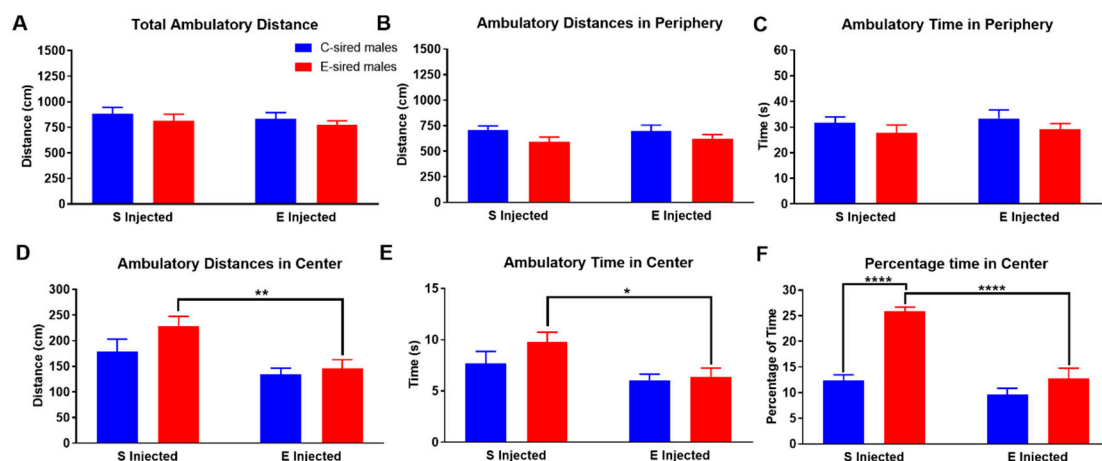 A
Total Ambulatory Distance
Distance (cm)
1500
1250
1000
750
500
250
0
C-sired males
E-sired males
S Injected
E Injected
B
Ambulatory Distances in Periphery
Distance (cm)
1500
1250
1000
750
500
250
0
S Injected
E Injected
C
Ambulatory Time in Periphery
Time (s)
60
50
40
30
20
10
0
S Injected
E Injected
D
Ambulatory Distances in Center
Distance (cm)
300
250
200
150
100
50
0
**
S Injected
E Injected
E
Ambulatory Time in Center
Time (s)
15
10
5
0
*
S Injected
E Injected
F
Percentage time in Center
Percentage of Time
30
25
20
15
10
5
0
****
****
S Injected
E Injected